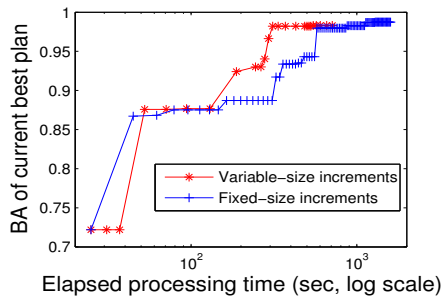 BA of current best plan
1
0.95
0.9
0.85
0.8
0.75
0.7
Variable−size increments
Fixed−size increments
10^2
10^3
Elapsed processing time (sec, log scale)